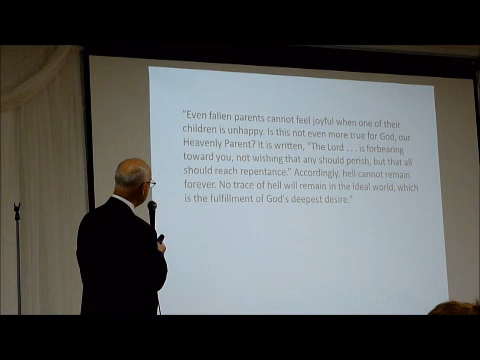 "Even fallen parents cannot feel joyful when one of their
children is unhappy. Is this not even more true for God, our
Heavenly Parent? It is written, "The Lord . . . is forbearing
toward you, not wishing that any should perish, but that all
should reach repentance." Accordingly, hell cannot remain
forever. No trace of hell will remain in the ideal world, which
is the fulfillment of God's deepest desire."